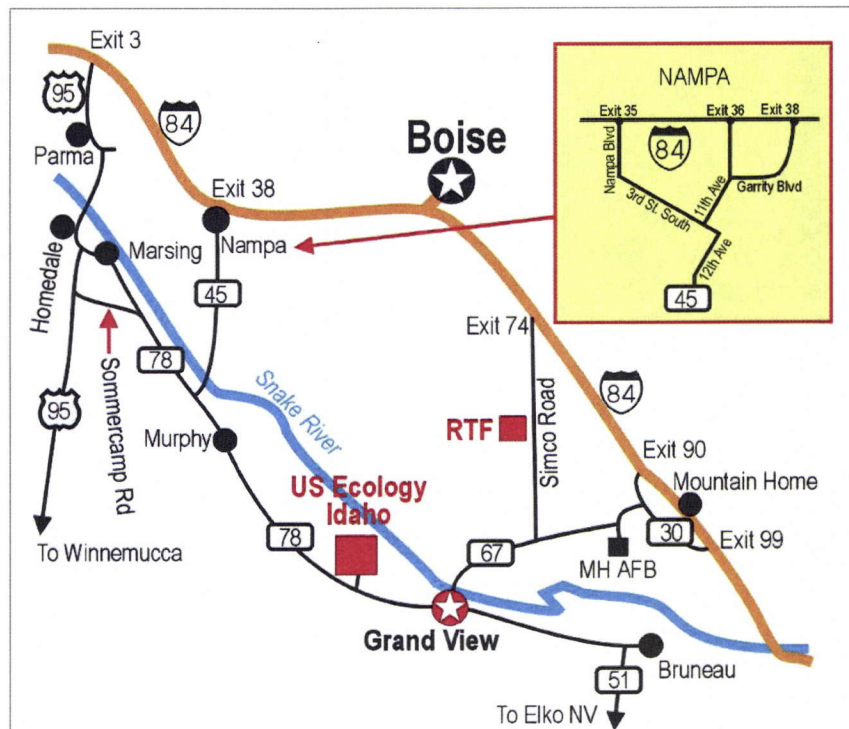 Exit 3
95
84
Parma
Boise
Exit 38
Nampa
Homedale
Marsing
45
78
Sommercamp Rd
95
Snake River
Murphy
To Winnemucca
US Ecology
Idaho
78
Exit 74
RTF
Simco Road
84
Exit 90
Mountain Home
30
Exit 99
67
MH AFB
Grand View
Bruneau
51
To Elko NV
NAMPA
Exit 35
Exit 36
Exit 38
84
Nampa Blvd
3rd St. South
11th Ave
Garrity Blvd
12th Ave
45